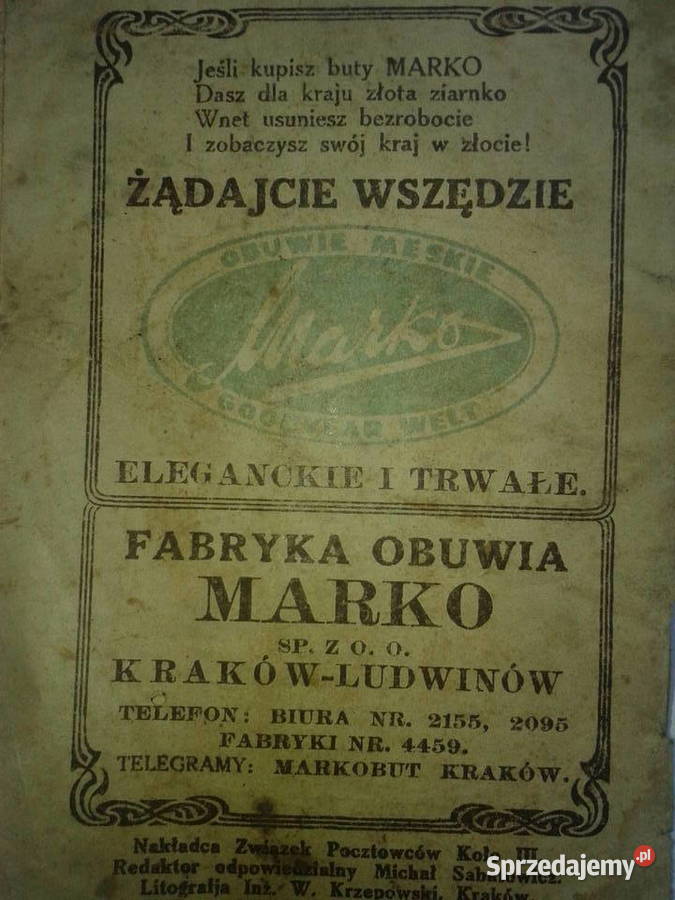 Jeśli kupisz buty MARKO
Dasz dla kraju złota ziarnko
Wnet usuniesz bezrobocie
I zobaczysz swój kraj w złocie!
ŻĄDAJCIE WSZĘDZIE
OBUWIE MĘSKIE
Marko
GOODYEAR WELT
ELEGANCKIE I TRWAŁE.
FABRYKA OBUWIA
MARKO
SP. Z O. O.
KRAKÓW-LUDWINÓW
TELEFON: BIURA NR. 2155, 2095
FABRYKI NR. 4459.
TELEGRAMY: MARKOBUT KRAKÓW.
Nakładca Związek Pocztowców Koło III
Redaktor odpowiedzialny Michał
Litografja Inż. W. Krzepowski, Kraków
Sprzedajemy.pl